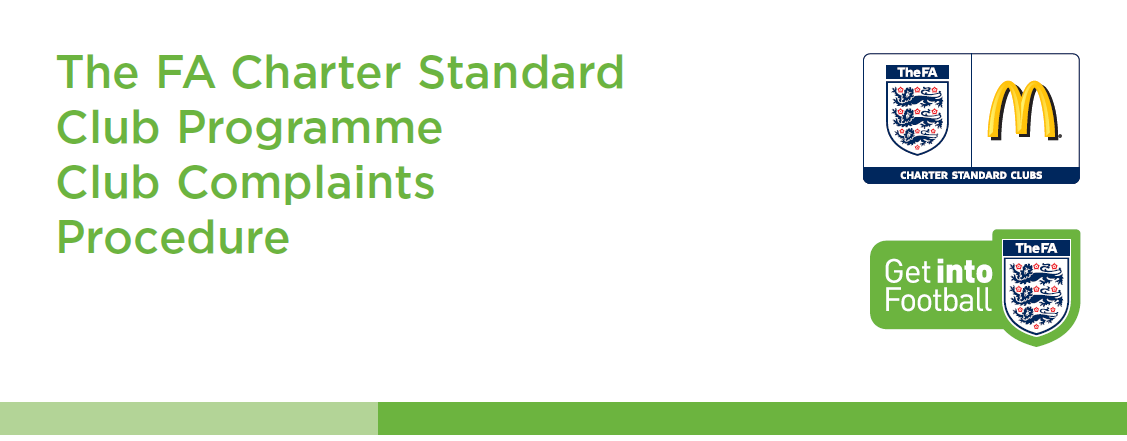 The FA Charter Standard
Club Programme
Club Complaints
Procedure
TheFA
CHARTER STANDARD CLUBS
Get into
Football
TheFA